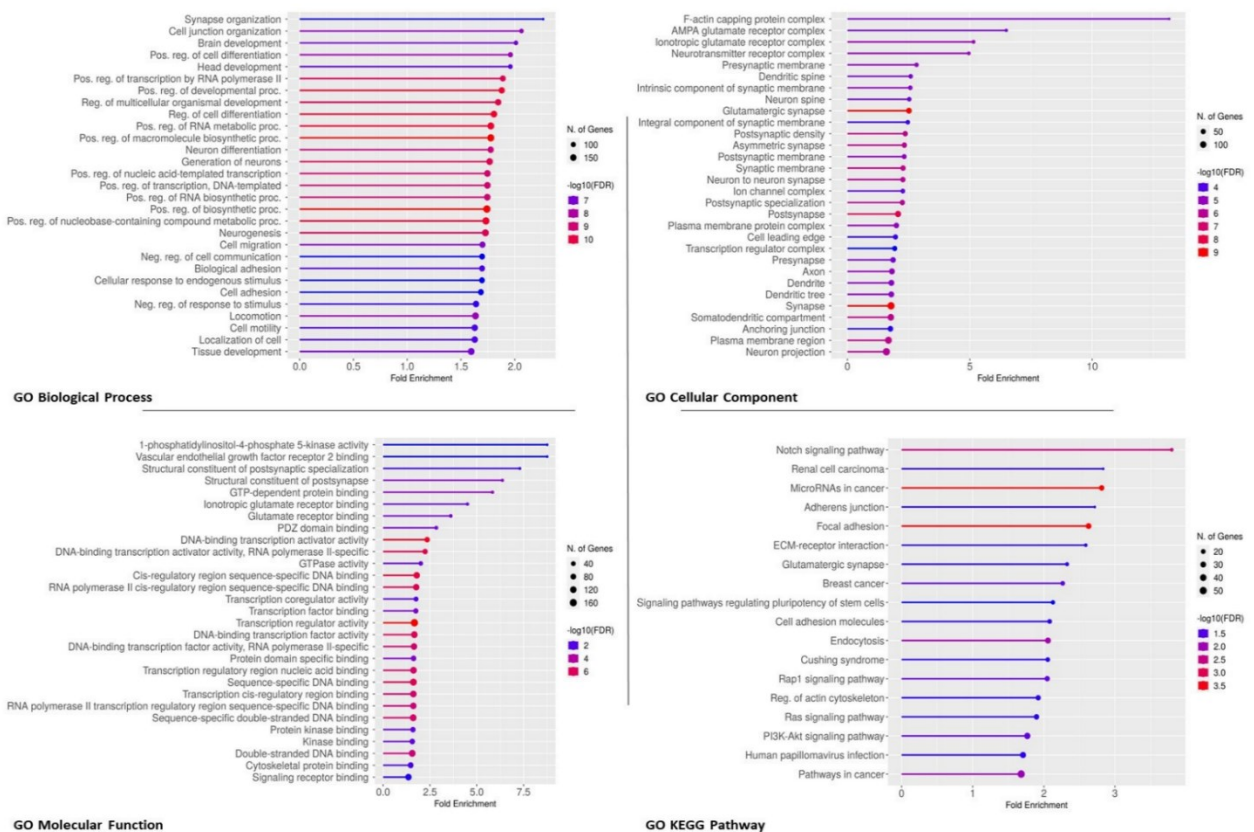 Synapse organization
Cell junction organization
Brain development
Pos. reg. of cell differentiation
Head development
Pos. reg. of transcription by RNA polymerase II
Pos. reg. of developmental proc.
Reg. of multicellular organismal development
Reg. of cell differentiation
Pos. reg. of RNA metabolic proc.
Pos. reg. of macromolecule biosynthetic proc.
Neuron differentiation
Generation of neurons
Pos. reg. of nucleic acid-templated transcription
Pos. reg. of transcription, DNA-templated
Pos. reg. of RNA biosynthetic proc.
Pos. reg. of biosynthetic proc.
Pos. reg. of nucleobase-containing compound metabolic proc.
Neurogenesis
Cell migration
Neg. reg. of cell communication
Biological adhesion
Cellular response to endogenous stimulus
Cell adhesion
Neg. reg. of response to stimulus
Locomotion
Cell motility
Localization of cell
Tissue development
0.0 0.5 1.0 1.5 2.0
Fold Enrichment
N. of Genes
100
150
-log10(FDR)
7
8
9
10
GO Biological Process
F-actin capping protein complex
AMPA glutamate receptor complex
Ionotropic glutamate receptor complex
Neurotransmitter receptor complex
Presynaptic membrane
Dendritic spine
Intrinsic component of synaptic membrane
Neuron spine
Glutamatergic synapse
Integral component of synaptic membrane
Postsynaptic density
Asymmetric synapse
Postsynaptic membrane
Synaptic membrane
Neuron to neuron synapse
Ion channel complex
Postsynaptic specialization
Postsynapse
Plasma membrane protein complex
Cell leading edge
Transcription regulator complex
Presynapse
Axon
Dendrite
Dendritic tree
Synapse
Somatodendritic compartment
Anchoring junction
Plasma membrane region
Neuron projection
0 5 10
Fold Enrichment
N. of Genes
50
100
-log10(FDR)
4
5
6
7
8
9
GO Cellular Component
1-phosphatidylinositol-4-phosphate 5-kinase activity
Vascular endothelial growth factor receptor 2 binding
Structural constituent of postsynaptic specialization
Structural constituent of postsynapse
GTP-dependent protein binding
Ionotropic glutamate receptor binding
Glutamate receptor binding
PDZ domain binding
DNA-binding transcription activator activity
DNA-binding transcription activator activity, RNA polymerase II-specific
GTPase activity
Cis-regulatory region sequence-specific DNA binding
RNA polymerase II cis-regulatory region sequence-specific DNA binding
Transcription coregulator activity
Transcription factor binding
Transcription regulator activity
DNA-binding transcription factor activity
DNA-binding transcription factor activity, RNA polymerase II-specific
Protein domain specific binding
Transcription regulatory region nucleic acid binding
Sequence-specific DNA binding
Transcription cis-regulatory region binding
RNA polymerase II transcription regulatory region sequence-specific DNA binding
Sequence-specific double-stranded DNA binding
Protein kinase binding
Kinase binding
Double-stranded DNA binding
Cytoskeletal protein binding
Signaling receptor binding
0.0 2.5 5.0 7.5
Fold Enrichment
N. of Genes
40
80
120
160
-log10(FDR)
2
4
6
GO Molecular Function
Notch signaling pathway
Renal cell carcinoma
MicroRNAs in cancer
Adherens junction
Focal adhesion
ECM-receptor interaction
Glutamatergic synapse
Breast cancer
Signaling pathways regulating pluripotency of stem cells
Cell adhesion molecules
Endocytosis
Cushing syndrome
Rap1 signaling pathway
Reg. of actin cytoskeleton
Ras signaling pathway
PI3K-Akt signaling pathway
Human papillomavirus infection
Pathways in cancer
0 1 2 3
Fold Enrichment
N. of Genes
20
30
40
50
-log10(FDR)
1.5
2.0
2.5
3.0
3.5
GO KEGG Pathway